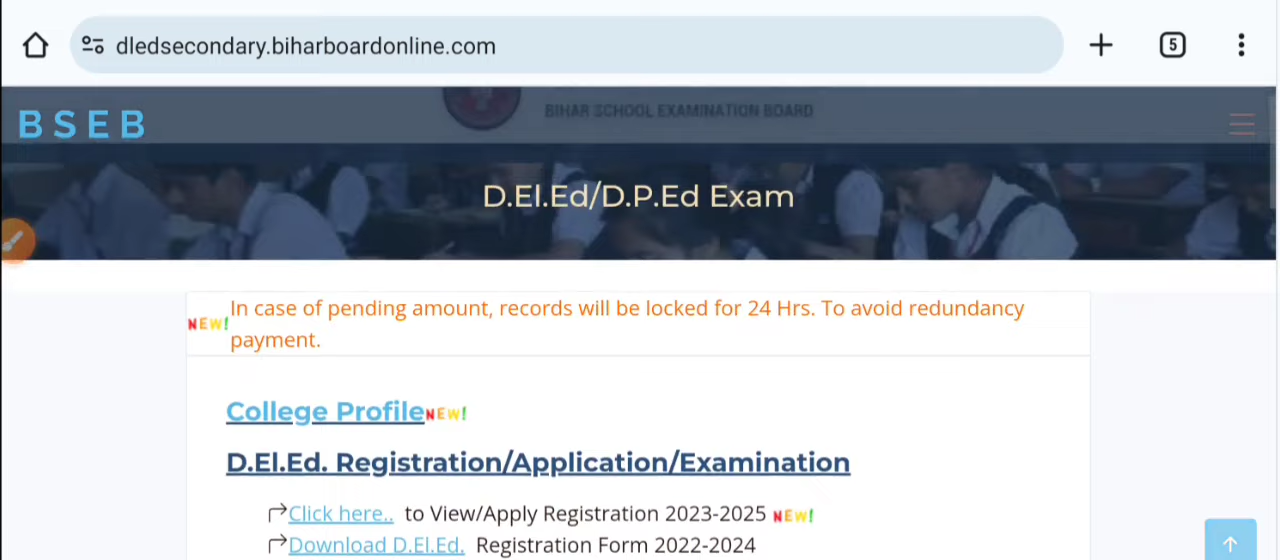 dledsecondary.biharboardonline.com
5
BIHAR SCHOOL EXAMINATION BOARD
BSEB
D.El.Ed/D.P.Ed Exam
In case of pending amount, records will be locked for 24 Hrs. To avoid redundancy
NEW!
payment.
College Profile NEW!
D.El.Ed. Registration/Application/Examination
Click here.. to View/Apply Registration 2023-2025 NEW!
Download D.El.Ed. Registration Form 2022-2024